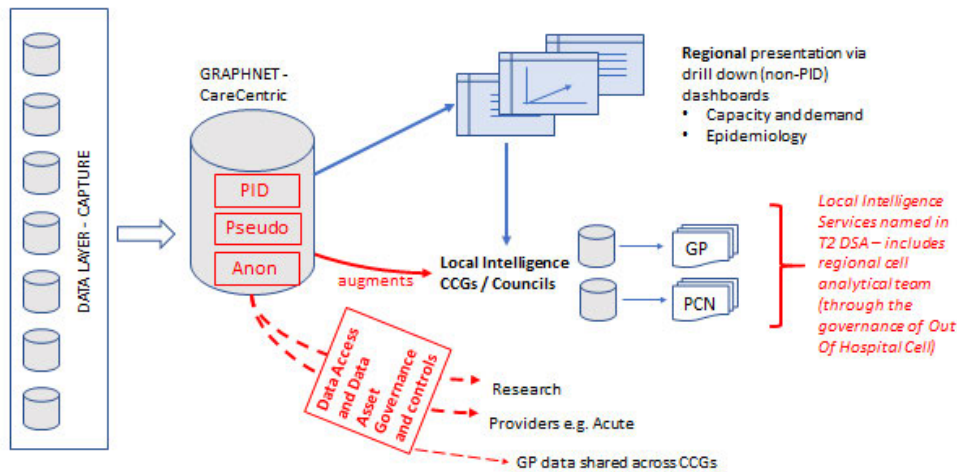 DATA LAYER - CAPTURE
GRAPHNET -
CareCentric
PID
Pseudo
Anon
Regional presentation via
drill down (non-PID)
dashboards
• Capacity and demand
• Epidemiology
augments
Local Intelligence
CCGs / Councils
GP
PCN
Local Intelligence
Services named in
T2 DSA – includes
regional cell
analytical team
(through the
governance of Out
Of Hospital Cell)
Data Access
and Data
Asset
Governance
and controls
Research
Providers e.g. Acute
GP data shared across CCGs